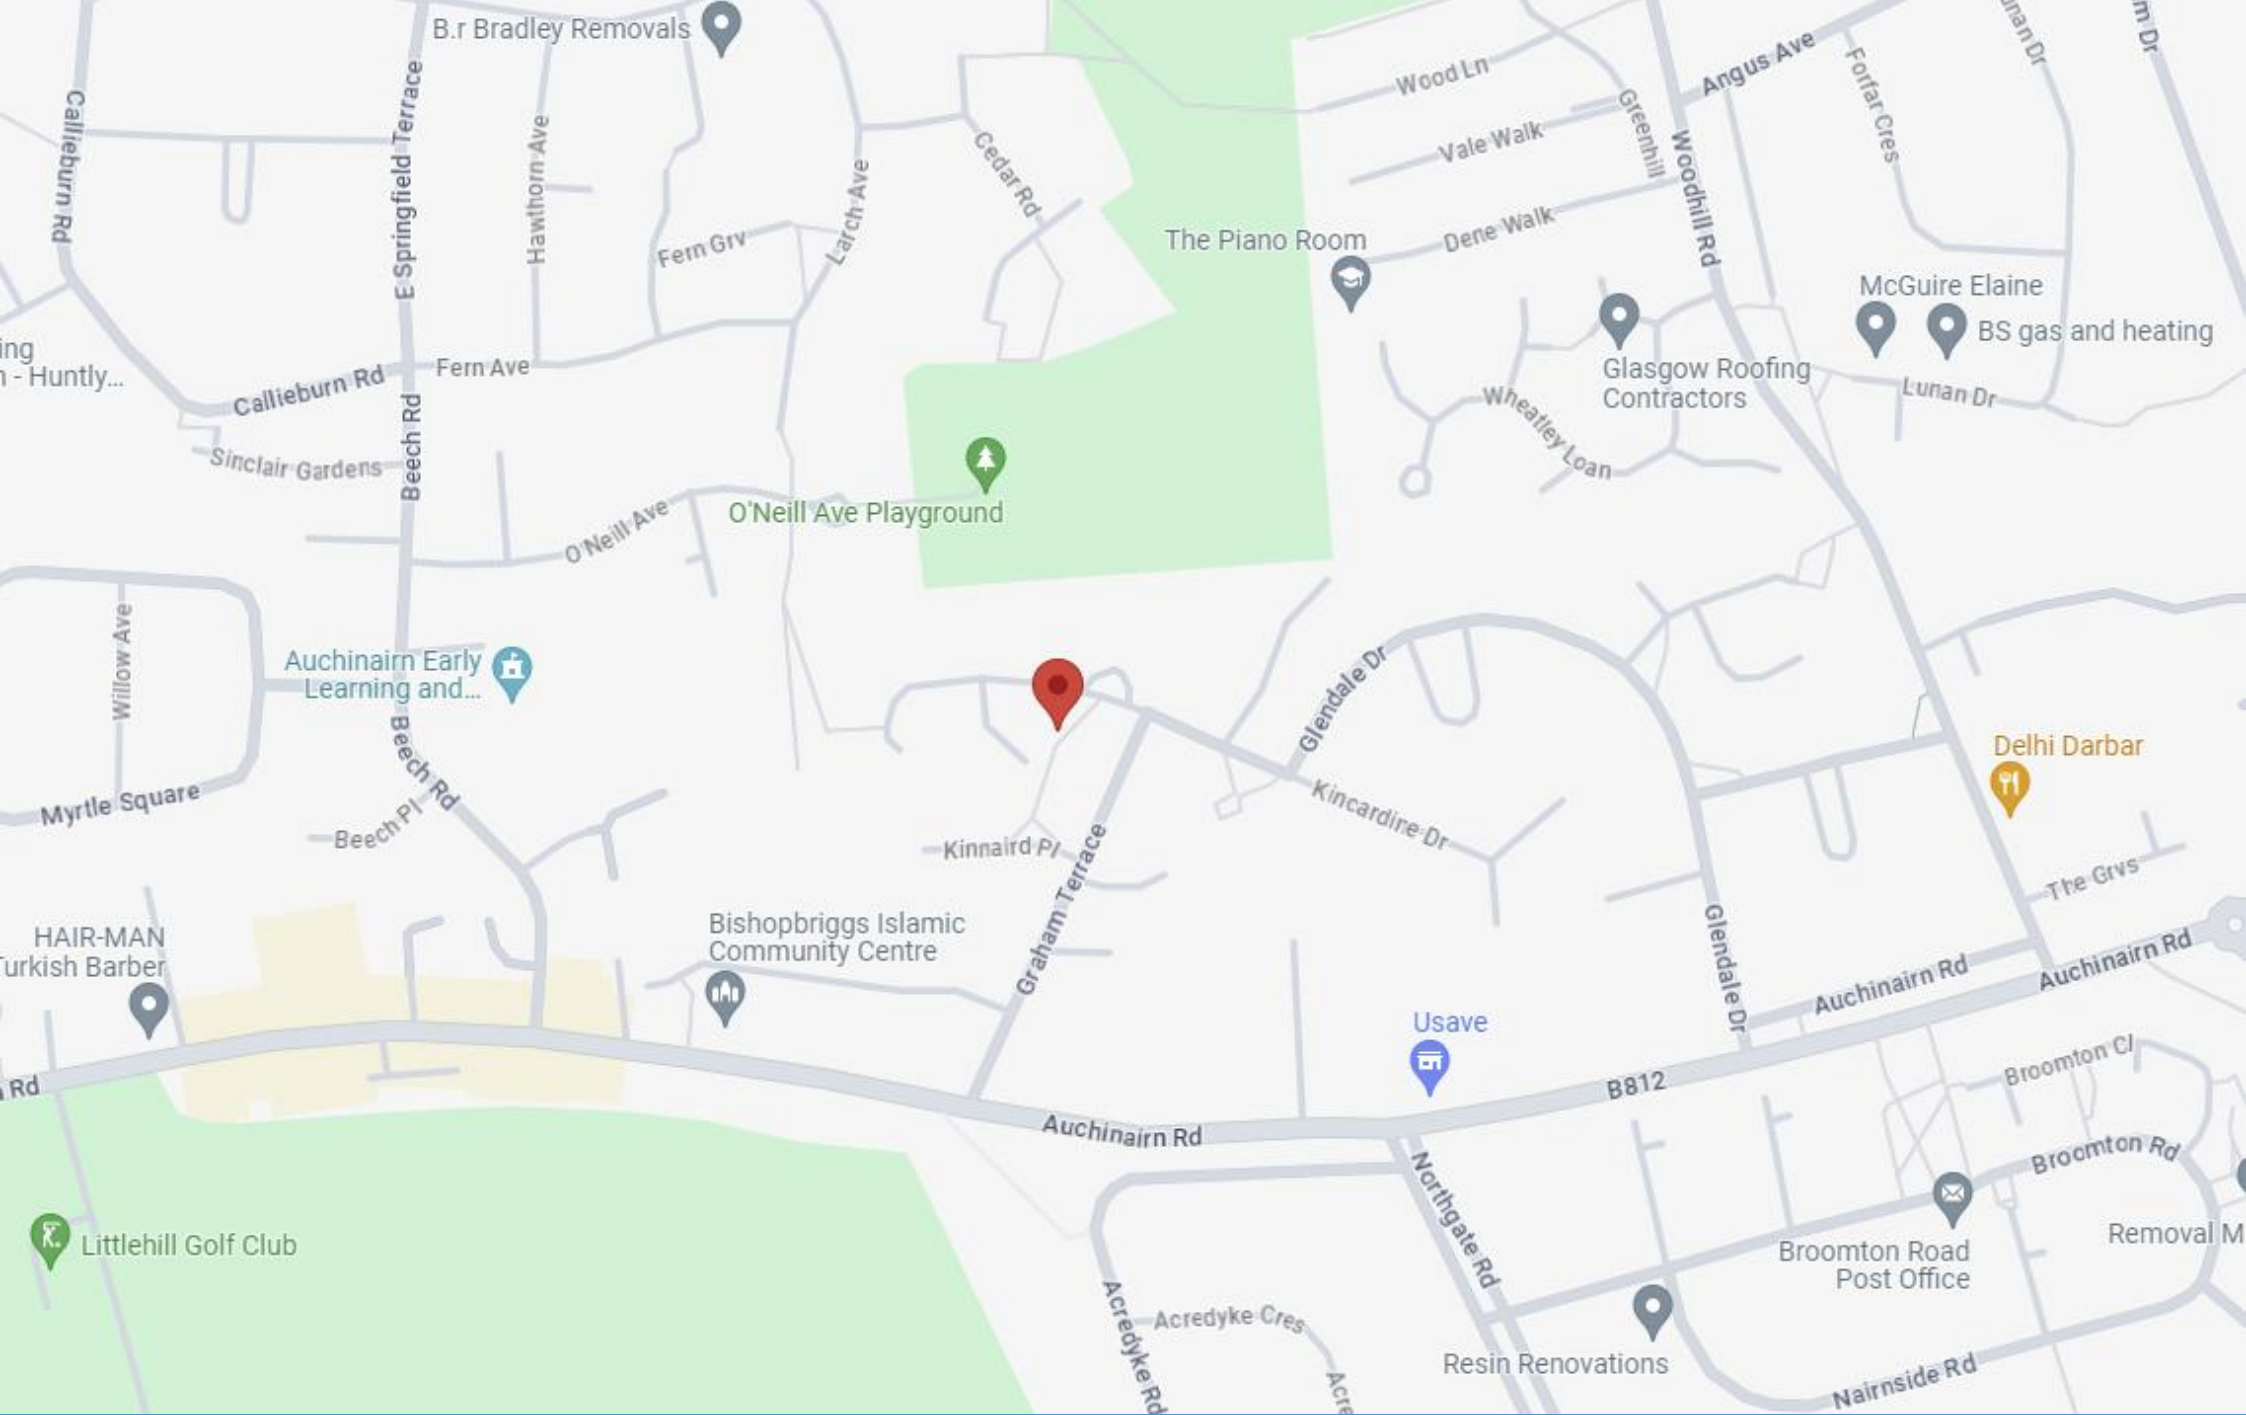 B.r Bradley Removals
Wood Ln
Angus Ave
Callieburn Rd
E Springfield Terrace
Hawthorn Ave
Larch Ave
Cedar Rd
Vale Walk
Greenhill
Woodhill Rd
Forfar Cres
Dene Walk
Fern Grv
The Piano Room
McGuire Elaine
BS gas and heating
Glasgow Roofing
Contractors
Lunan Dr
Fern Ave
Callieburn Rd
Beech Rd
Wheatley Loan
Sinclair Gardens
O'Neill Ave
O'Neill Ave Playground
Willow Ave
Auchinairn Early
Learning and...
Glendale Dr
Beech Rd
Delhi Darbar
Myrtle Square
Beech Pl
Kincardine Dr
Kinnaird Pl
Graham Terrace
The Grvs
HAIR-MAN
Turkish Barber
Bishopbriggs Islamic
Community Centre
Glendale Dr
Auchinairn Rd
Auchinairn Rd
Usave
B812
Broomton Cl
Rd
Auchinairn Rd
Broomton Rd
Northgate Rd
Littlehill Golf Club
Broomton Road
Post Office
Removal M
Acredyke Rd
Acredyke Cres
Resin Renovations
Nairnside Rd
- Huntly...